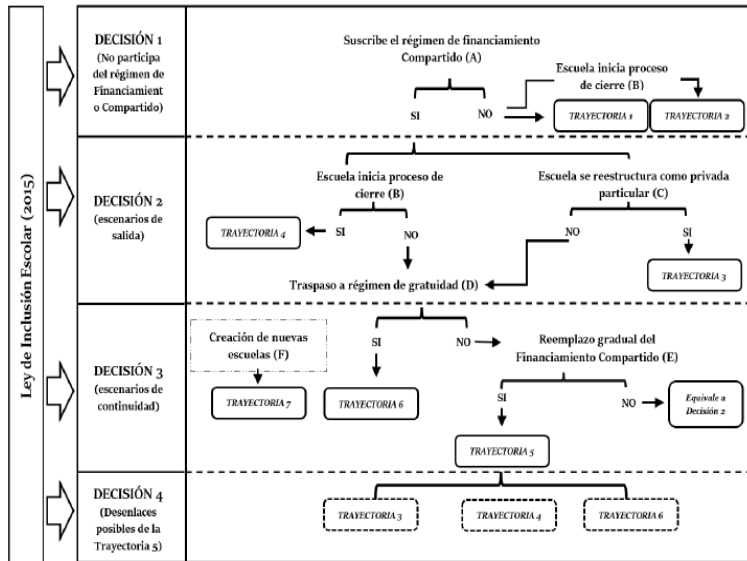 Ley de Inclusión Escolar (2015)
DECISIÓN 1
(No participa
del régimen de
Financiamient
o Compartido)
Suscribe el régimen de financiamiento
Compartido (A)
SI
NO
Escuela inicia proceso
de cierre (B)
TRAYECTORIA 1
TRAYECTORIA 2
DECISIÓN 2
(escenarios de
salida)
Escuela inicia proceso de
cierre (B)
SI
NO
TRAYECTORIA 4
Escuela se reestructura como privada
particular (C)
NO
SI
TRAYECTORIA 3
Traspaso a régimen de gratuidad (D)
DECISIÓN 3
(escenarios de
continuidad)
Creación de nuevas
escuelas (F)
TRAYECTORIA 7
SI
NO
TRAYECTORIA 6
Reemplazo gradual del
Financiamiento Compartido (E)
SI
NO
Equivale a
Decisión 2
TRAYECTORIA 5
DECISIÓN 4
(Desenlaces
posibles de la
Trayectoria 5)
TRAYECTORIA 3
TRAYECTORIA 4
TRAYECTORIA 6